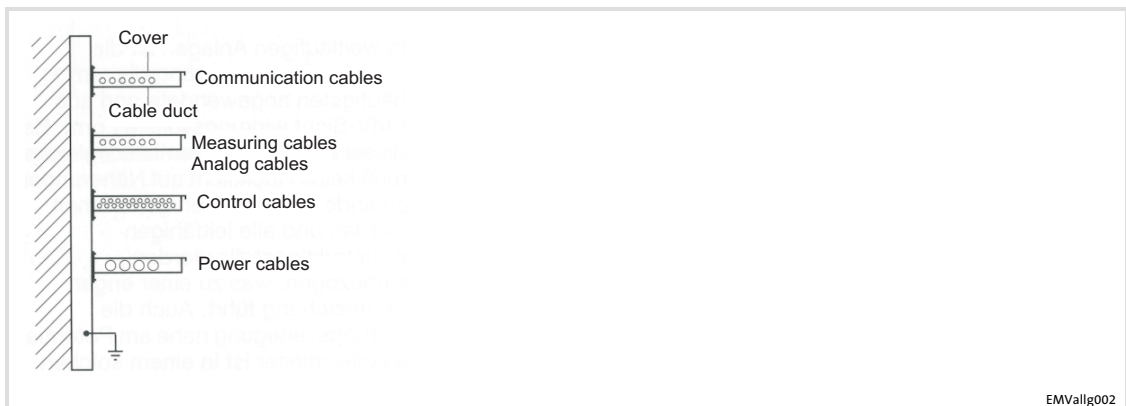 Cover
Communication cables
Cable duct
Measuring cables
Analog cables
Control cables
Power cables
EMVallg002